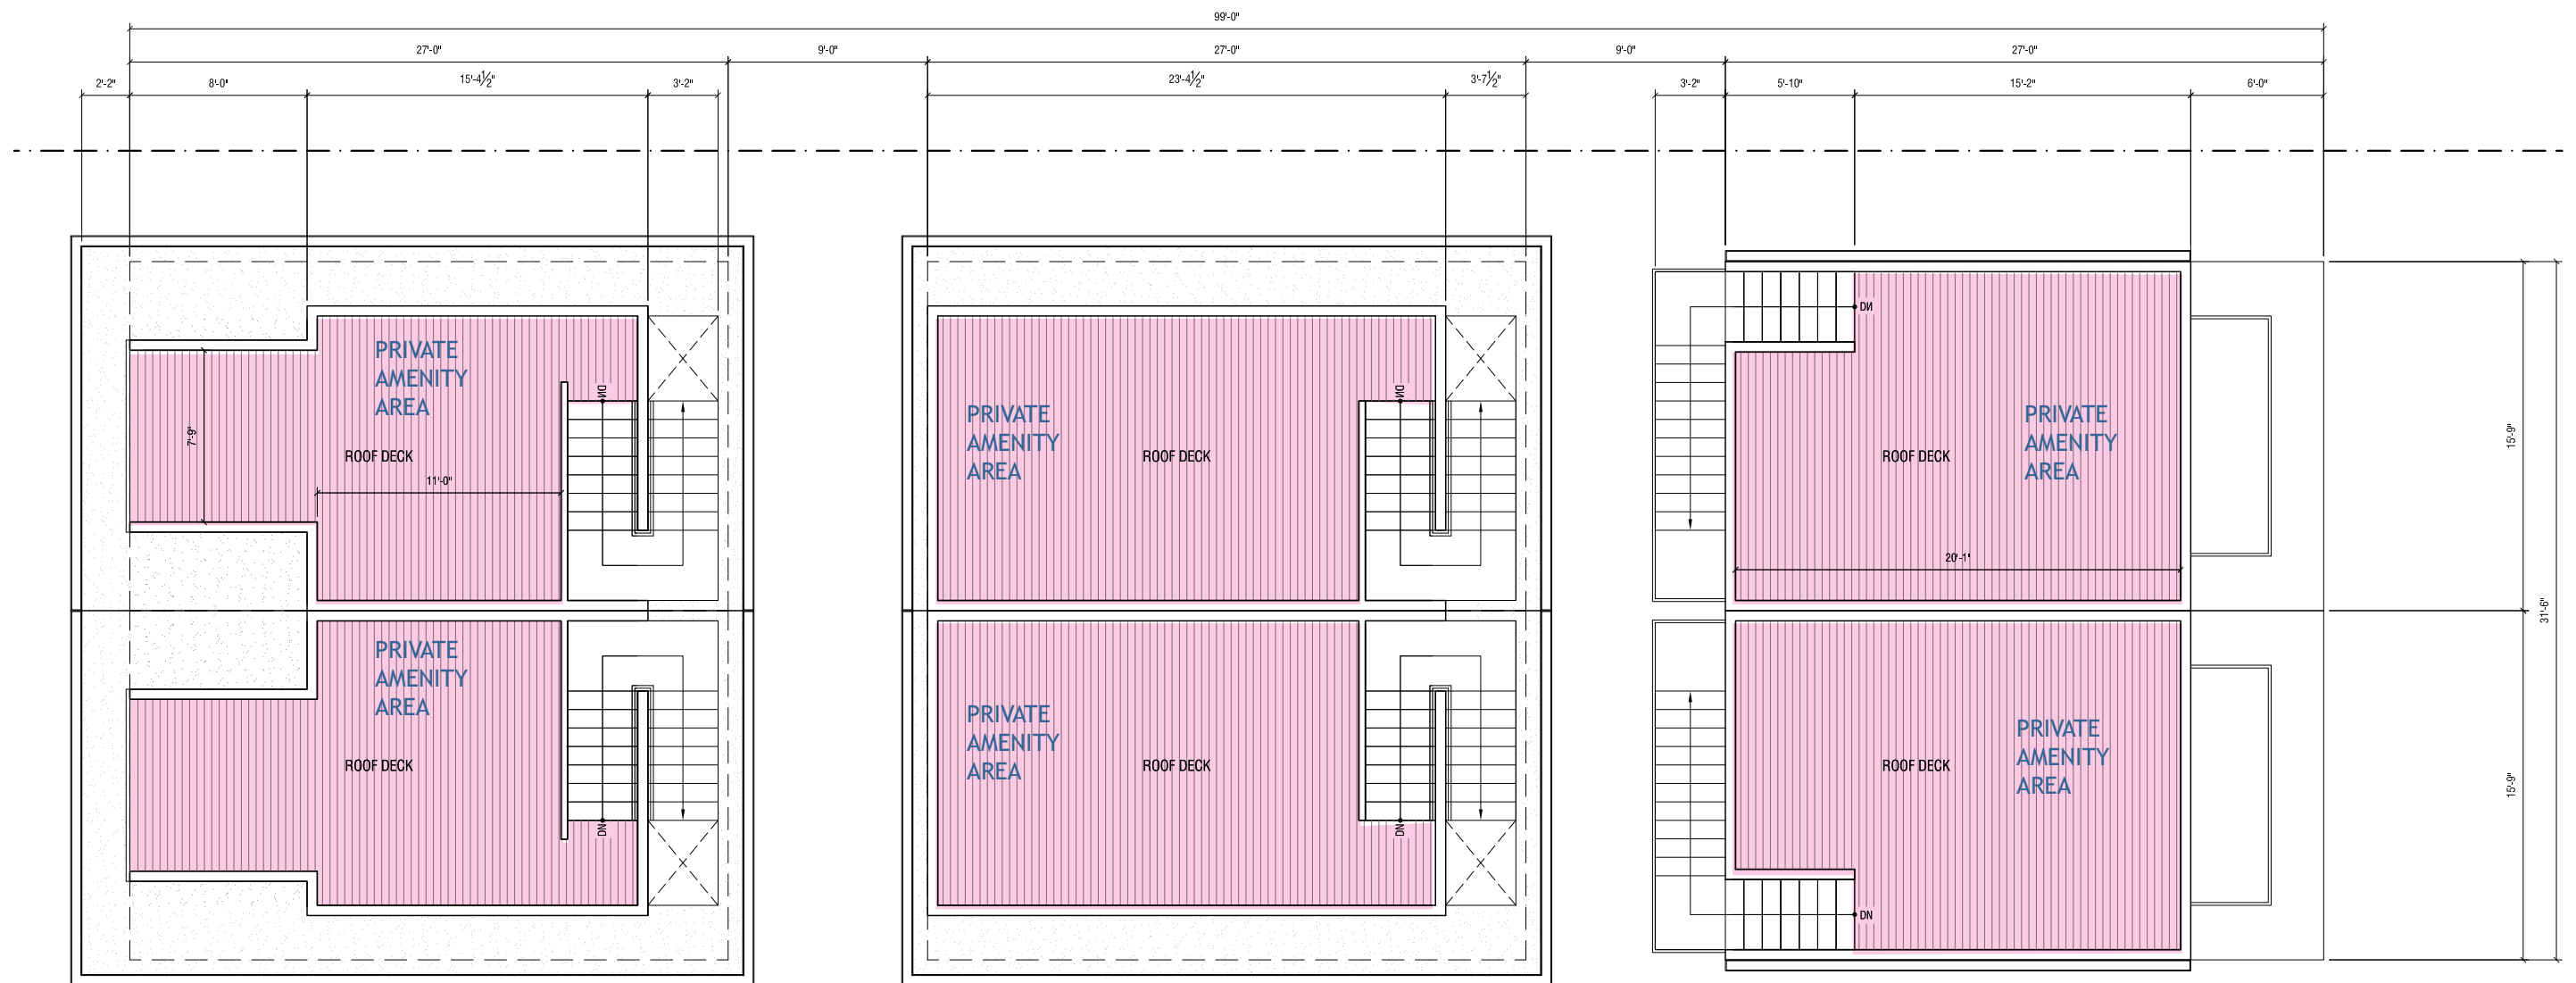 99'-0"
27'-0"
9'-0"
27'-0"
9'-0"
27'-0"
2'-2"
8'-0"
15'-4½"
3'-2"
23'-4½"
3'-7½"
3'-2"
5'-10"
15'-2"
6'-0"
DN
PRIVATE
AMENITY
AREA
DN
DN
PRIVATE
AMENITY
AREA
PRIVATE
AMENITY
AREA
7'-9"
15'-9"
ROOF DECK
ROOF DECK
ROOF DECK
11'-0"
20'-1"
31'-6"
PRIVATE
AMENITY
AREA
PRIVATE
AMENITY
AREA
PRIVATE
AMENITY
AREA
ROOF DECK
ROOF DECK
ROOF DECK
15'-9"
DN
DN
DN